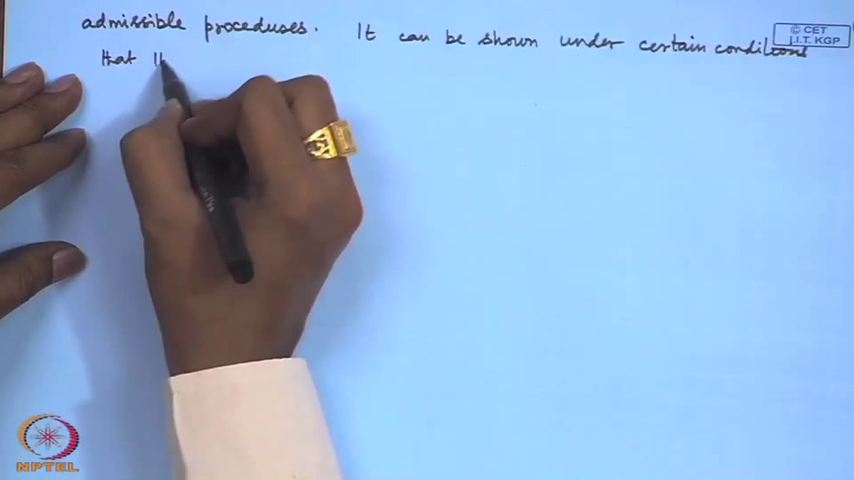 admissible procedures. It can be shown under certain conditions
that
© CET
I.I.T. KGP
NPTEL